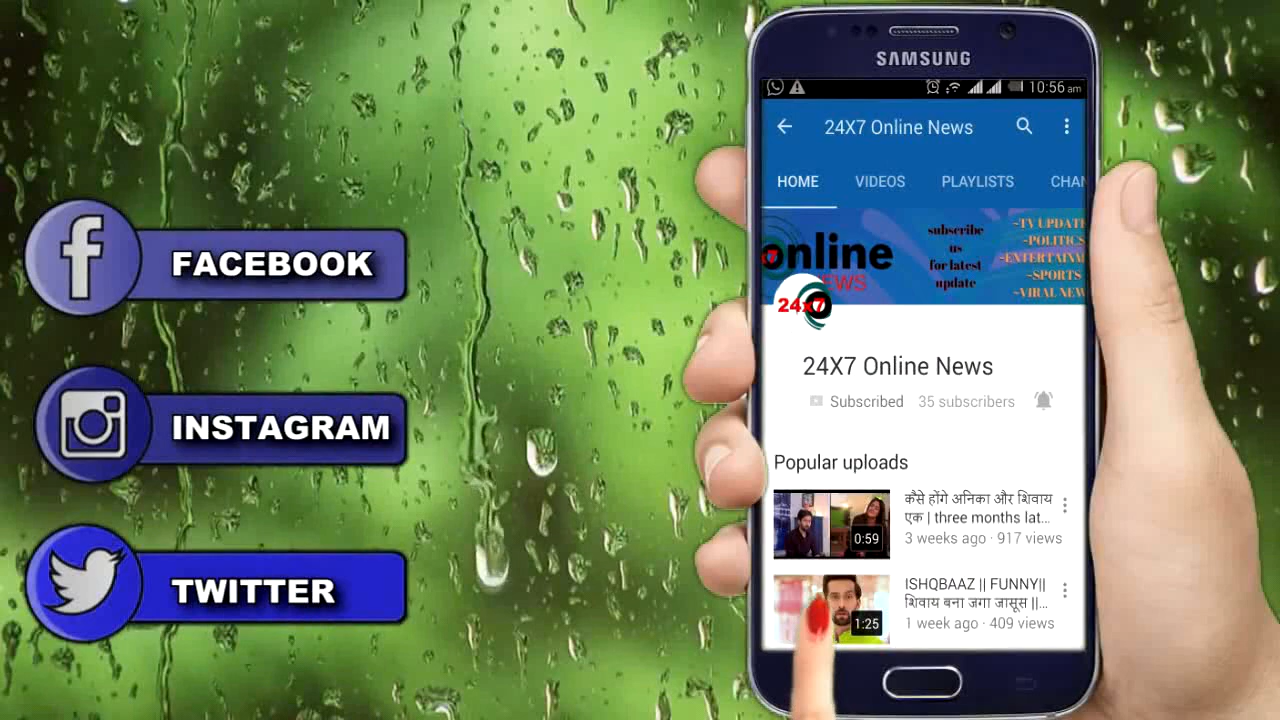 FACEBOOK
INSTAGRAM
TWITTER
SAMSUNG
10:56 am
24X7 Online News
HOME VIDEOS PLAYLISTS CHAN
online
NEWS
subscribe
us
for latest
update
~TV UPDATE
~POLITICS
~ENTERTAINM
~SPORTS
~VIRAL NEW
24x7
24X7 Online News
Subscribed 35 subscribers
Popular uploads
0:59
कैसे होंगे अनिका और शिवाय
एक | three months lat...
3 weeks ago · 917 views
1:25
ISHQBAAZ || FUNNY||
शिवाय बना जगा जासूस ||...
1 week ago · 409 views